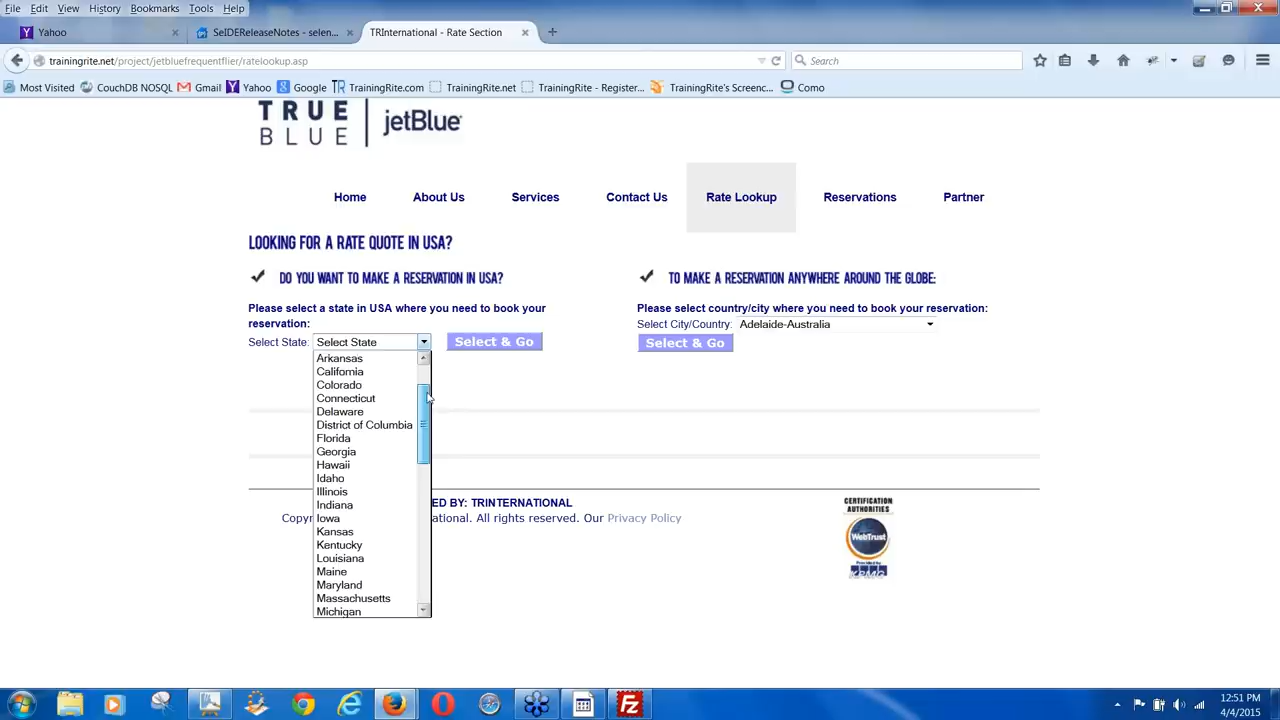 File Edit View History Bookmarks Tools Help
Yahoo
SeIDEReleaseNotes - selen...
TRInternational - Rate Section
trainingrite.net/project/jetbluefrequentflier/ratelookup.asp
Search
Most Visited CouchDB NOSQL Gmail Yahoo Google TrainingRite.com TrainingRite.net TrainingRite - Register... TrainingRite's Screenc... Como
TRUE
BLUE
jetBlue
Home About Us Services Contact Us Rate Lookup Reservations Partner
LOOKING FOR A RATE QUOTE IN USA?
DO YOU WANT TO MAKE A RESERVATION IN USA?
Please select a state in USA where you need to book your
reservation:
Select State: Select State Select & Go
TO MAKE A RESERVATION ANYWHERE AROUND THE GLOBE:
Please select country/city where you need to book your reservation:
Select City/Country: Adelaide-Australia
Select & Go
Arkansas
California
Colorado
Connecticut
Delaware
District of Columbia
Florida
Georgia
Hawaii
Idaho
Illinois
Indiana
Iowa
Kansas
Kentucky
Louisiana
Maine
Maryland
Massachusetts
Michigan
ED BY: TRINTERNATIONAL
Copyr ational. All rights reserved. Our Privacy Policy
CERTIFICATION
AUTHORITIES
WebTrust
Provided by
KPMG
12:51 PM
4/4/2015